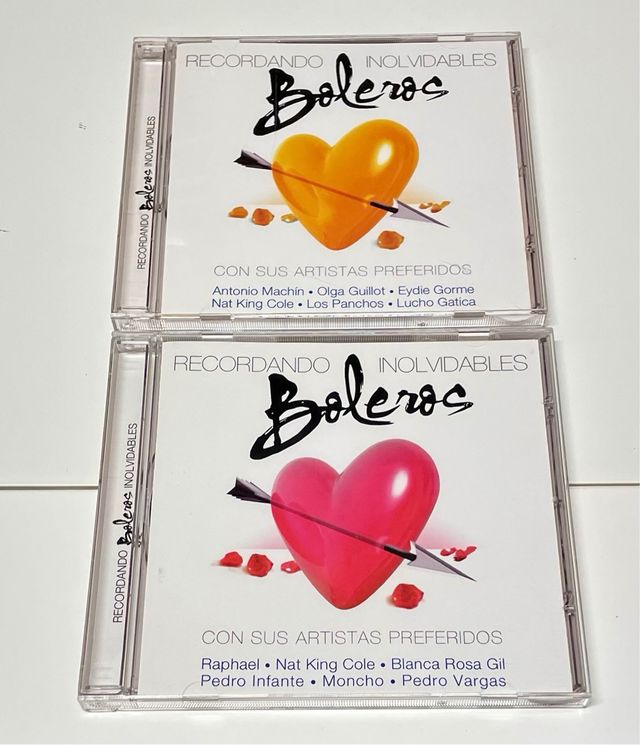 RECORDANDO INOLVIDABLES
Boleros
CON SUS ARTISTAS PREFERIDOS
Antonio Machín • Olga Guillot • Eydie Gorme
Nat King Cole • Los Panchos • Lucho Gatica
RECORDANDO Boleros INOLVIDABLES
RECORDANDO INOLVIDABLES
Boleros
CON SUS ARTISTAS PREFERIDOS
Raphael • Nat King Cole • Blanca Rosa Gil
Pedro Infante • Moncho • Pedro Vargas
RECORDANDO Boleros INOLVIDABLES